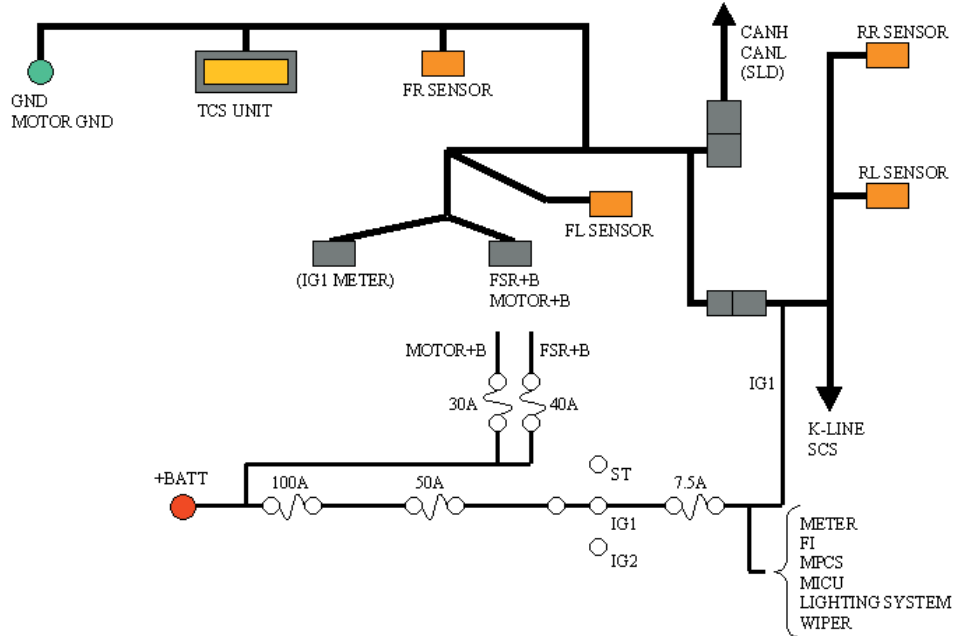 CANH
CANL
(SLD)
RR SENSOR
GND
MOTOR GND
TCS UNIT
FR SENSOR
RL SENSOR
FL SENSOR
(IG1 METER)
FSR+B
MOTOR+B
MOTOR+B
FSR+B
30A
40A
IG1
K-LINE
SCS
+BATT
100A
50A
ST
7.5A
IG1
IG2
METER
FI
MPCS
MICU
LIGHTING SYSTEM
WIPER